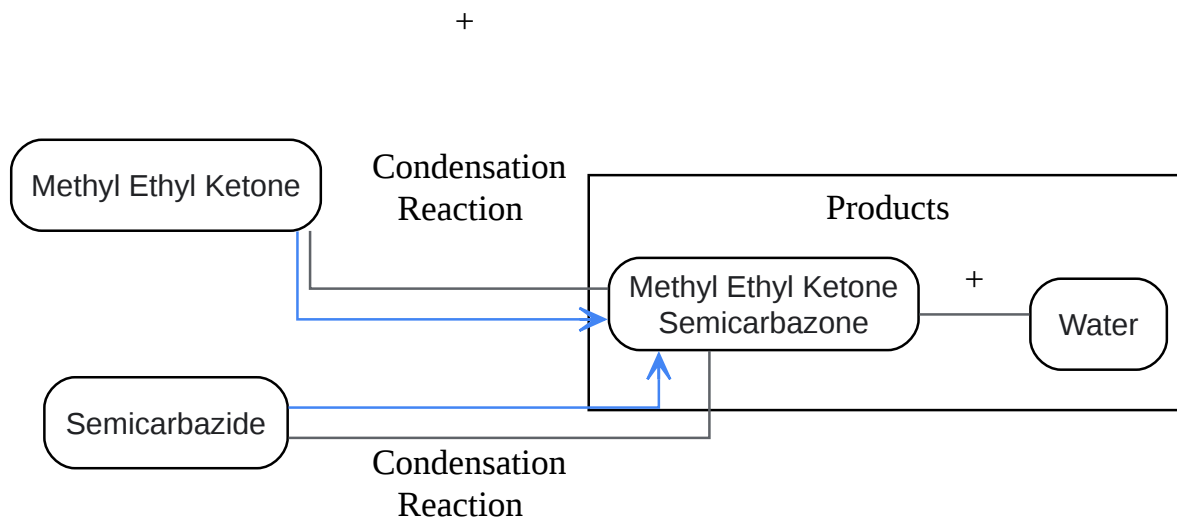 +
Methyl Ethyl Ketone
Condensation
Reaction
Products
Methyl Ethyl Ketone
Semicarbazone
+
Water
Semicarbazide
Condensation
Reaction